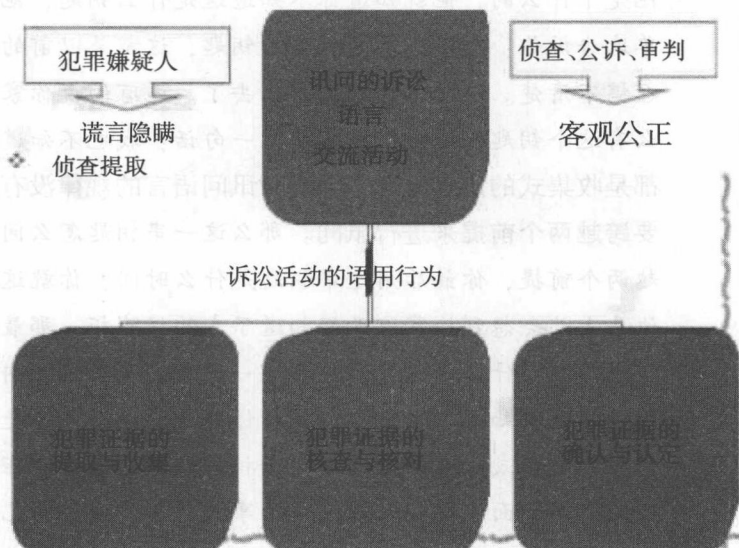 犯罪嫌疑人
谎言隐瞒
侦查提取
讯问的诉讼
语言
交流活动
侦查、公诉、审判
客观公正
诉讼活动的语用行为
犯罪证据的
提取与收集
犯罪证据的
核查与核对
犯罪证据的
确认与认定